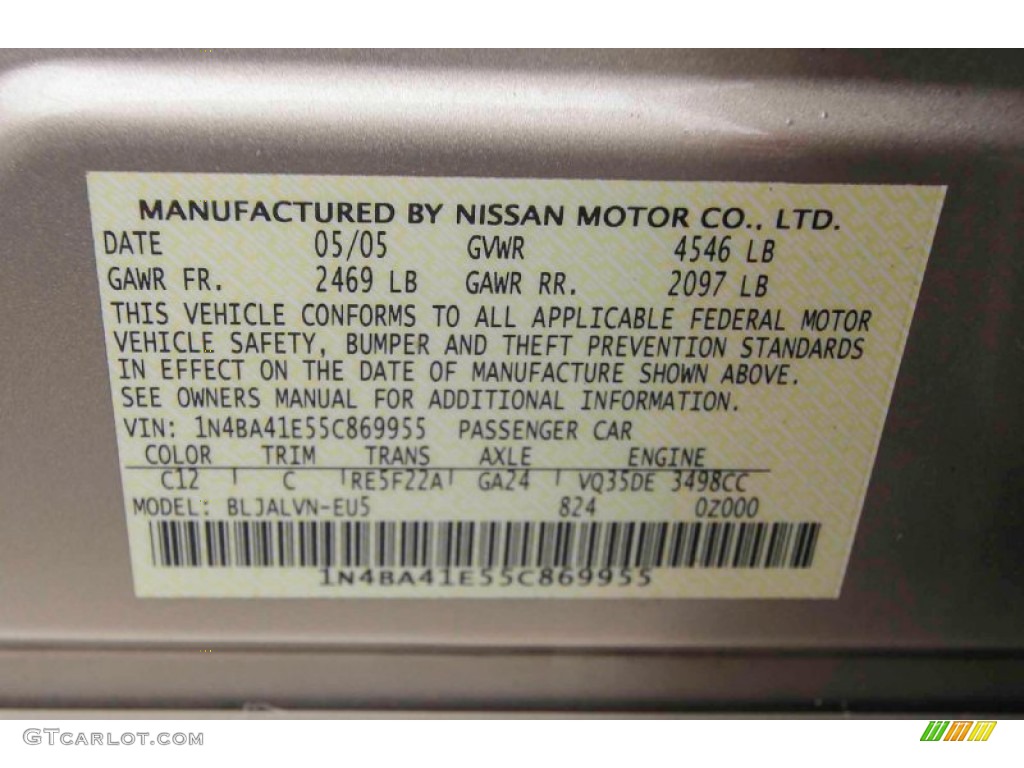 MANUFACTURED BY NISSAN MOTOR CO., LTD.
DATE 05/05 GVWR 4546 LB
GAWR FR. 2469 LB GAWR RR. 2097 LB
THIS VEHICLE CONFORMS TO ALL APPLICABLE FEDERAL MOTOR
VEHICLE SAFETY, BUMPER AND THEFT PREVENTION STANDARDS
IN EFFECT ON THE DATE OF MANUFACTURE SHOWN ABOVE.
SEE OWNERS MANUAL FOR ADDITIONAL INFORMATION.
VIN: 1N4BA41E55C869955 PASSENGER CAR
COLOR TRIM TRANS AXLE ENGINE
C12 C RE5F22A GA24 VQ35DE 3498CC
MODEL: BLJALVN-EU5 824 0Z000
1N4BA41E55C869955
GTCARLOT.COM